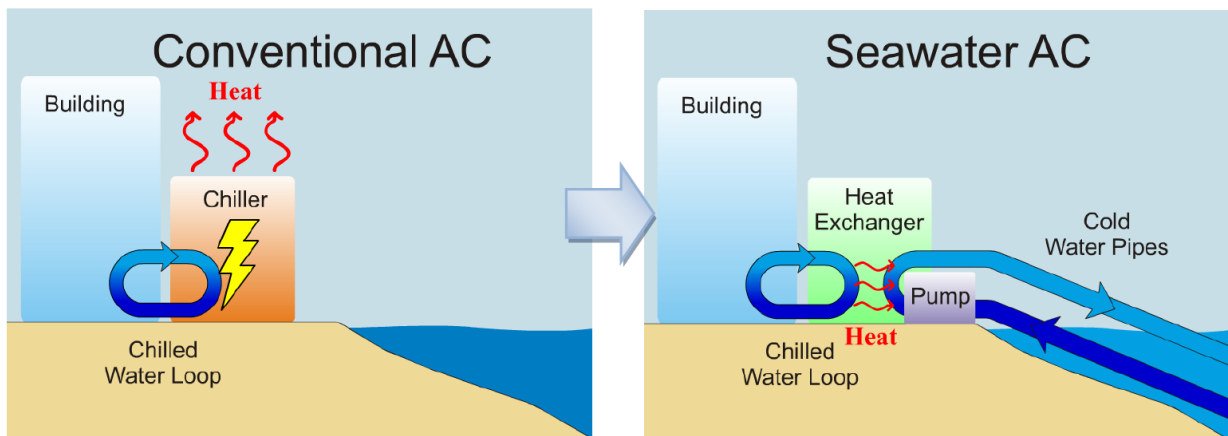 Conventional AC
Heat
Building
Chiller
Chilled
Water Loop
Seawater AC
Building
Heat
Exchanger
Cold
Water Pipes
Pump
Heat
Chilled
Water Loop